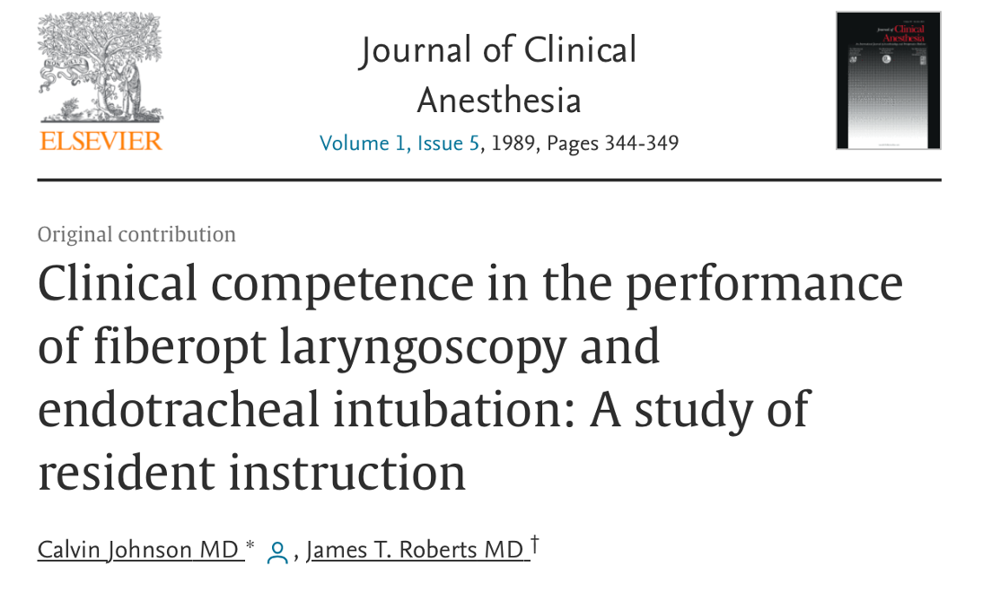 ELSEVIER
Journal of Clinical
Anesthesia
Volume 1, Issue 5, 1989, Pages 344-349
Journal of Clinical
Anesthesia
Original contribution
Clinical competence in the performance
of fiberopt laryngoscopy and
endotracheal intubation: A study of
resident instruction
Calvin Johnson MD *, James T. Roberts MD †